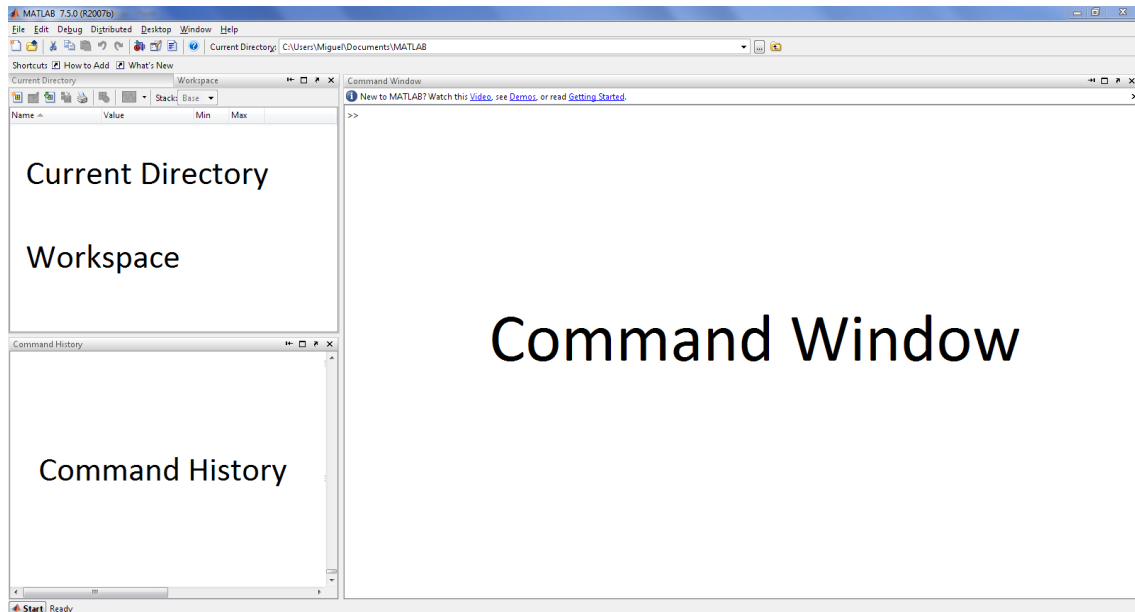 MATLAB 7.5.0 (R2007b)
File Edit Debug Distributed Desktop Window Help
Current Directory: C:\Users\Miguel\Documents\MATLAB
Shortcuts How to Add What's New
Current Directory Workspace
Stack: Base
Name Value Min Max
Current Directory
Workspace
Command History
Command History
Command Window
New to MATLAB? Watch this Video, see Demos, or read Getting Started.
>>
Command Window
Start Ready